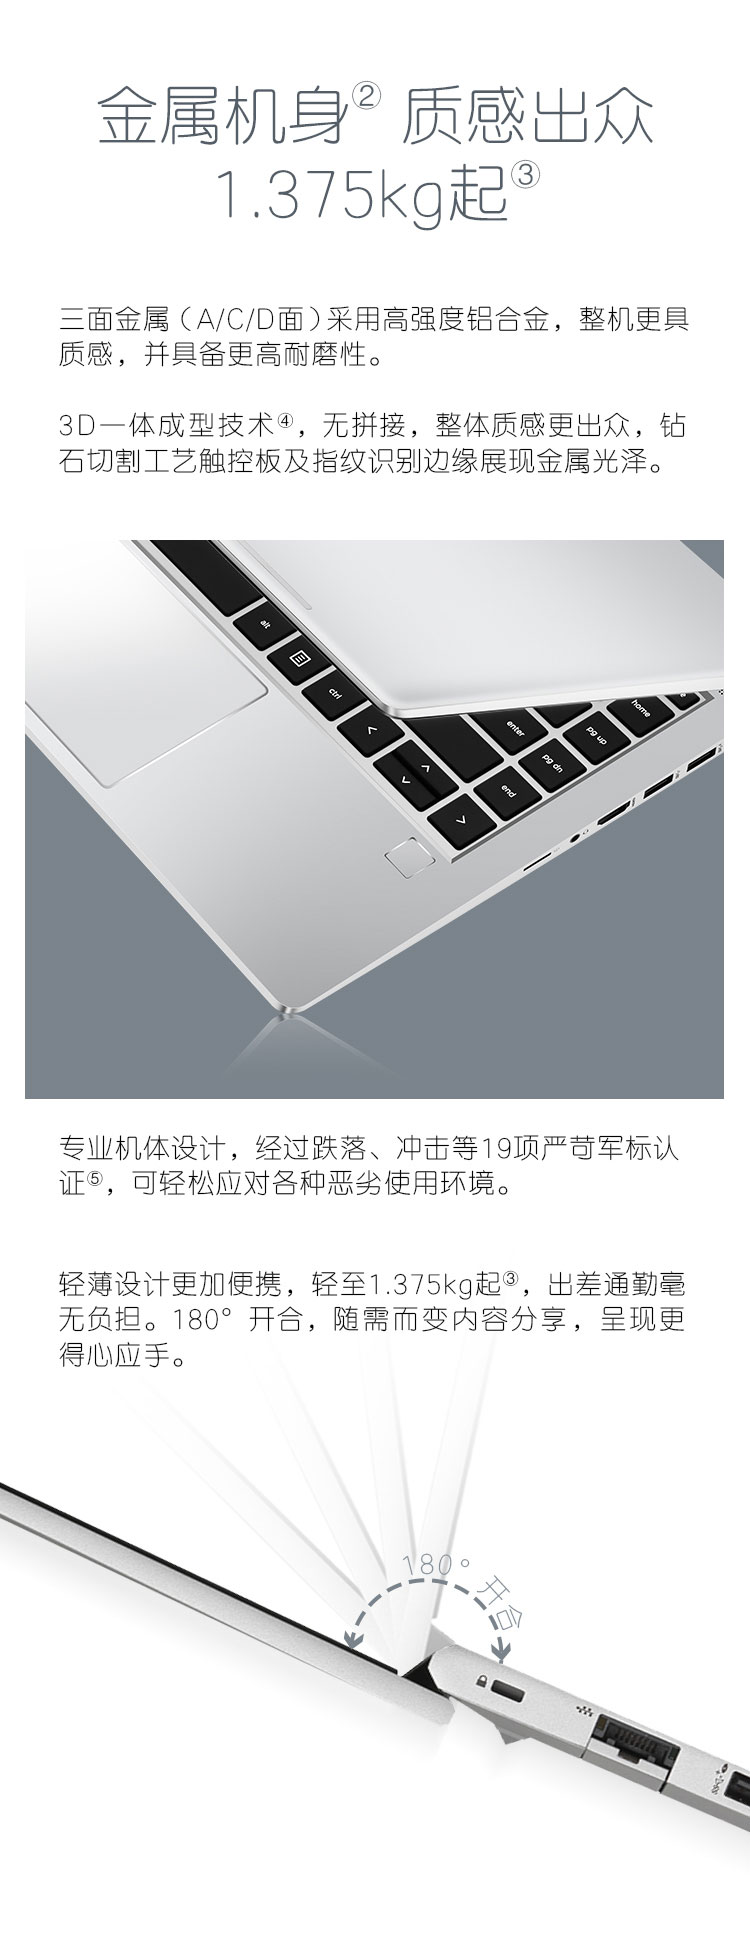 金属机身② 质感出众
1.375kg起③
三面金属（A/C/D面）采用高强度铝合金，整机更具
质感，并具备更高耐磨性。
3D一体成型技术④，无拼接，整体质感更出众，钻
石切割工艺触控板及指纹识别边缘展现金属光泽。
alt
ctrl
enter
home
pg up
pg dn
end
专业机体设计，经过跌落、冲击等19项严苛军标认
证⑤，可轻松应对各种恶劣使用环境。
轻薄设计更加便携，轻至1.375kg起③，出差通勤毫
无负担。180°开合，随需而变内容分享，呈现更
得心应手。
180°开合